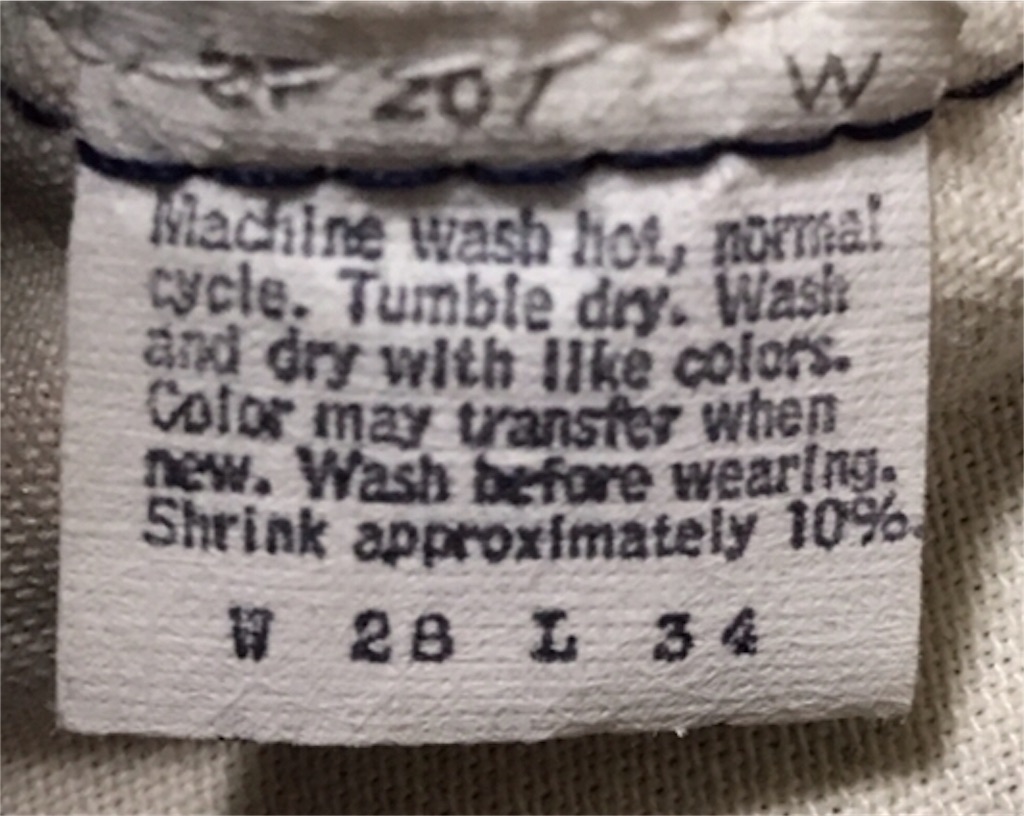 207 W
Machine wash hot, normal
cycle. Tumble dry. Wash
and dry with like colors.
Color may transfer when
new. Wash before wearing.
Shrink approximately 10%.
W 28 L 34